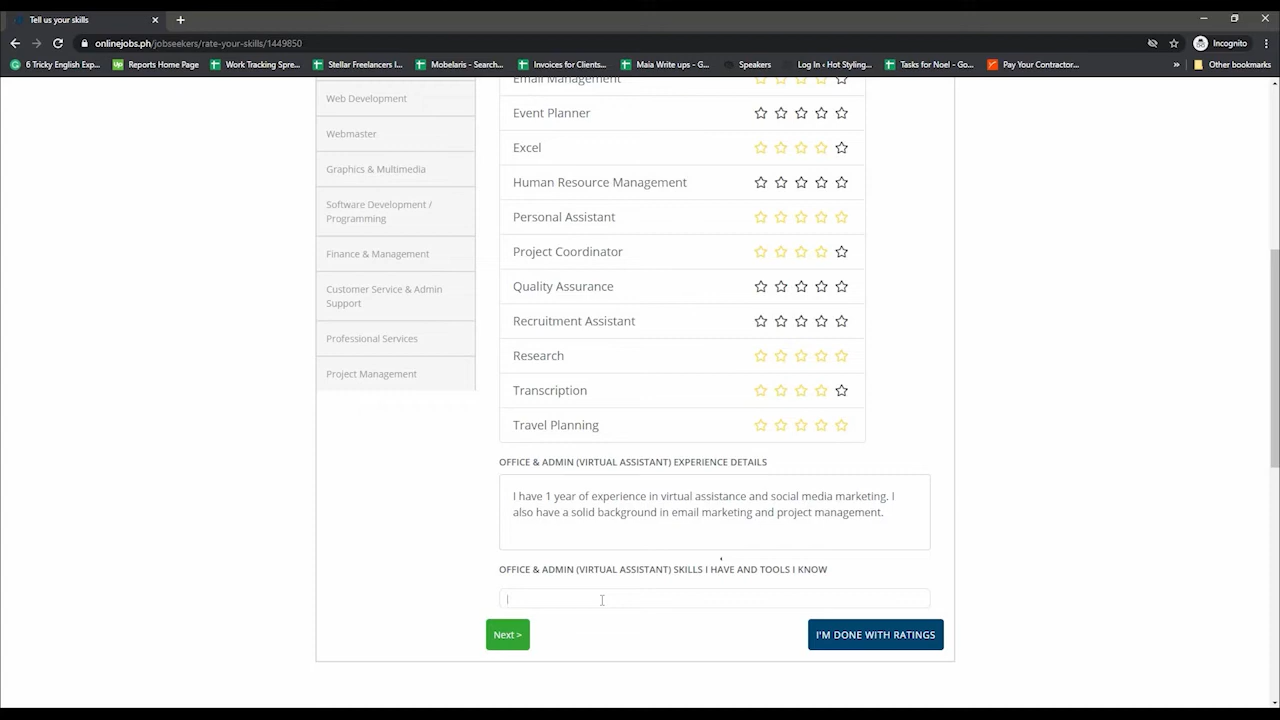 Tell us your skills
onlinejobs.ph/jobseekers/rate-your-skills/1449850
Incognito
6 Tricky English Exp...
Reports Home Page
Work Tracking Spre...
Stellar Freelancers I...
Mobelaris - Search...
Invoices for Clients...
Maia Write ups - G...
Speakers
Log In ‹ Hot Styling...
Tasks for Noel - Go...
Pay Your Contractor...
»
Other bookmarks
Web Development
Webmaster
Graphics & Multimedia
Software Development /
Programming
Finance & Management
Customer Service & Admin
Support
Professional Services
Project Management
Email Management
Event Planner
Excel
Human Resource Management
Personal Assistant
Project Coordinator
Quality Assurance
Recruitment Assistant
Research
Transcription
Travel Planning
OFFICE & ADMIN (VIRTUAL ASSISTANT) EXPERIENCE DETAILS
I have 1 year of experience in virtual assistance and social media marketing. I
also have a solid background in email marketing and project management.
OFFICE & ADMIN (VIRTUAL ASSISTANT) SKILLS I HAVE AND TOOLS I KNOW
Next >
I'M DONE WITH RATINGS